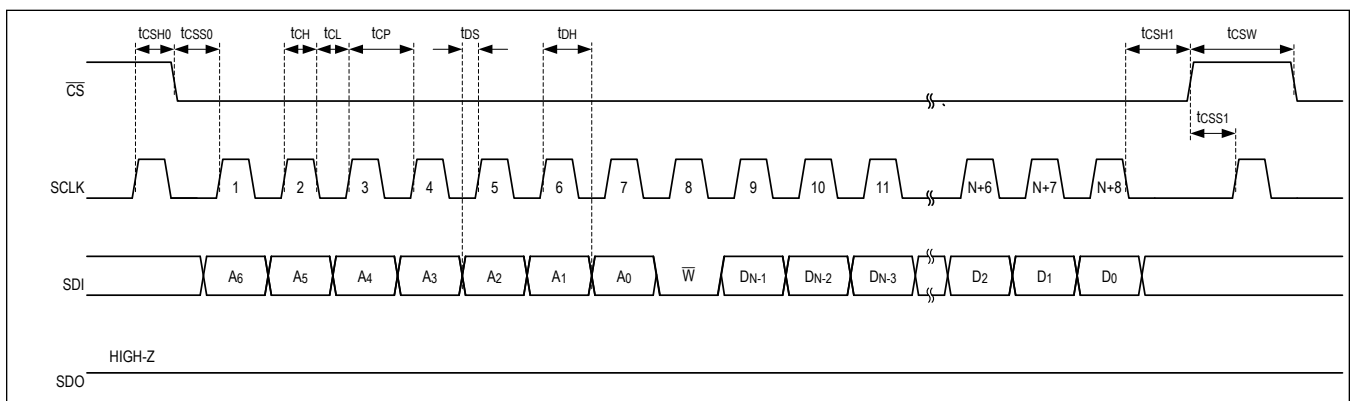 tCSH0 tCSS0 tCH tCL tCP tDS tDH tCSH1 tCSW
CS
tCSS1
SCLK 1 2 3 4 5 6 7 8 9 10 11 N+6 N+7 N+8
SDI A6 A5 A4 A3 A2 A1 A0 W DN-1 DN-2 DN-3 D2 D1 D0
HIGH-Z
SDO